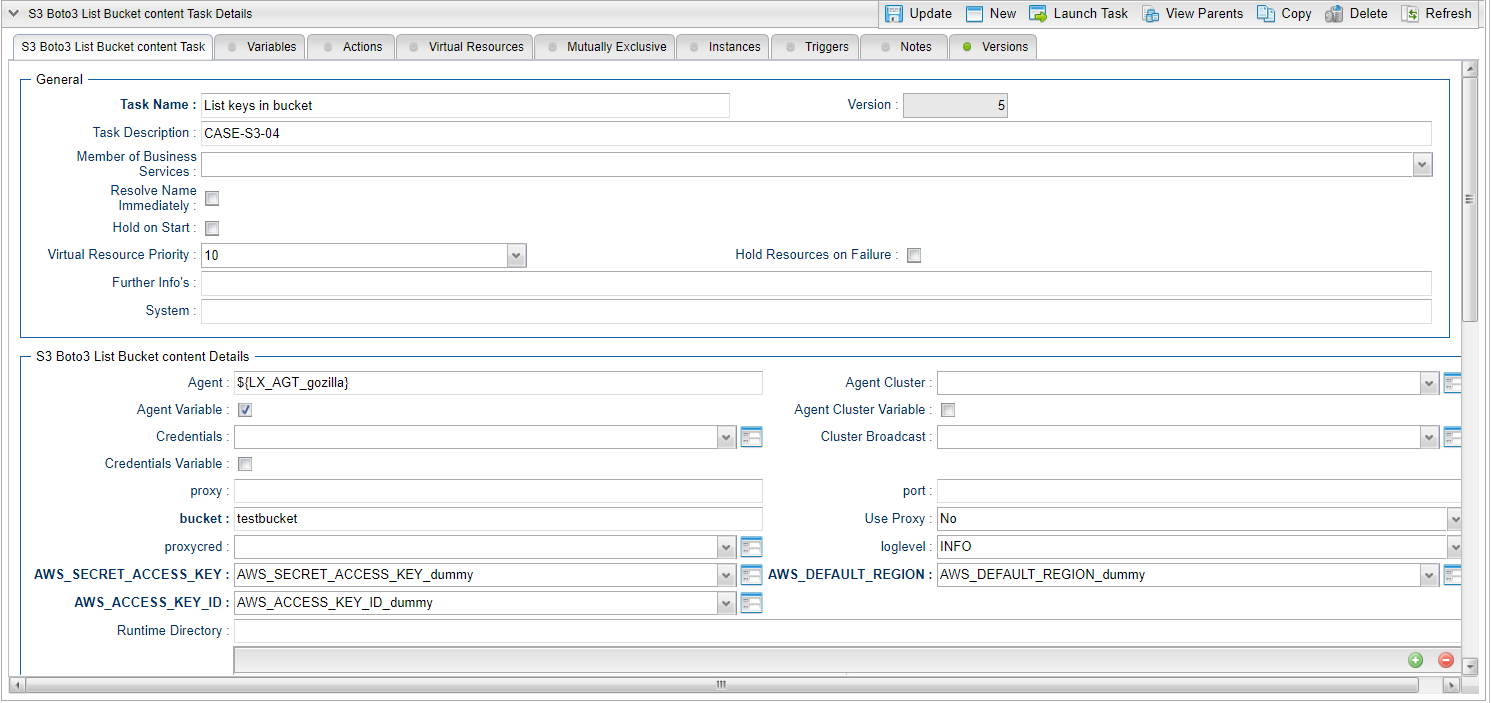 S3 Boto3 List Bucket content Task Details Update New Launch Task View Parents Copy Delete Refresh
S3 Boto3 List Bucket content Task Variables Actions Virtual Resources Mutually Exclusive Instances Triggers Notes Versions
General
Task Name : List keys in bucket Version : 5
Task Description : CASE-S3-04
Member of Business
Services :
Resolve Name
Immediately :
Hold on Start :
Virtual Resource Priority : 10 Hold Resources on Failure :
Further Info's :
System :
S3 Boto3 List Bucket content Details
Agent : ${LX_AGT_gozilla} Agent Cluster :
Agent Variable : Agent Cluster Variable :
Credentials : Cluster Broadcast :
Credentials Variable :
proxy : port :
bucket : testbucket Use Proxy : No
proxycred : loglevel : INFO
AWS_SECRET_ACCESS_KEY : AWS_SECRET_ACCESS_KEY_dummy AWS_DEFAULT_REGION : AWS_DEFAULT_REGION_dummy
AWS_ACCESS_KEY_ID : AWS_ACCESS_KEY_ID_dummy
Runtime Directory :